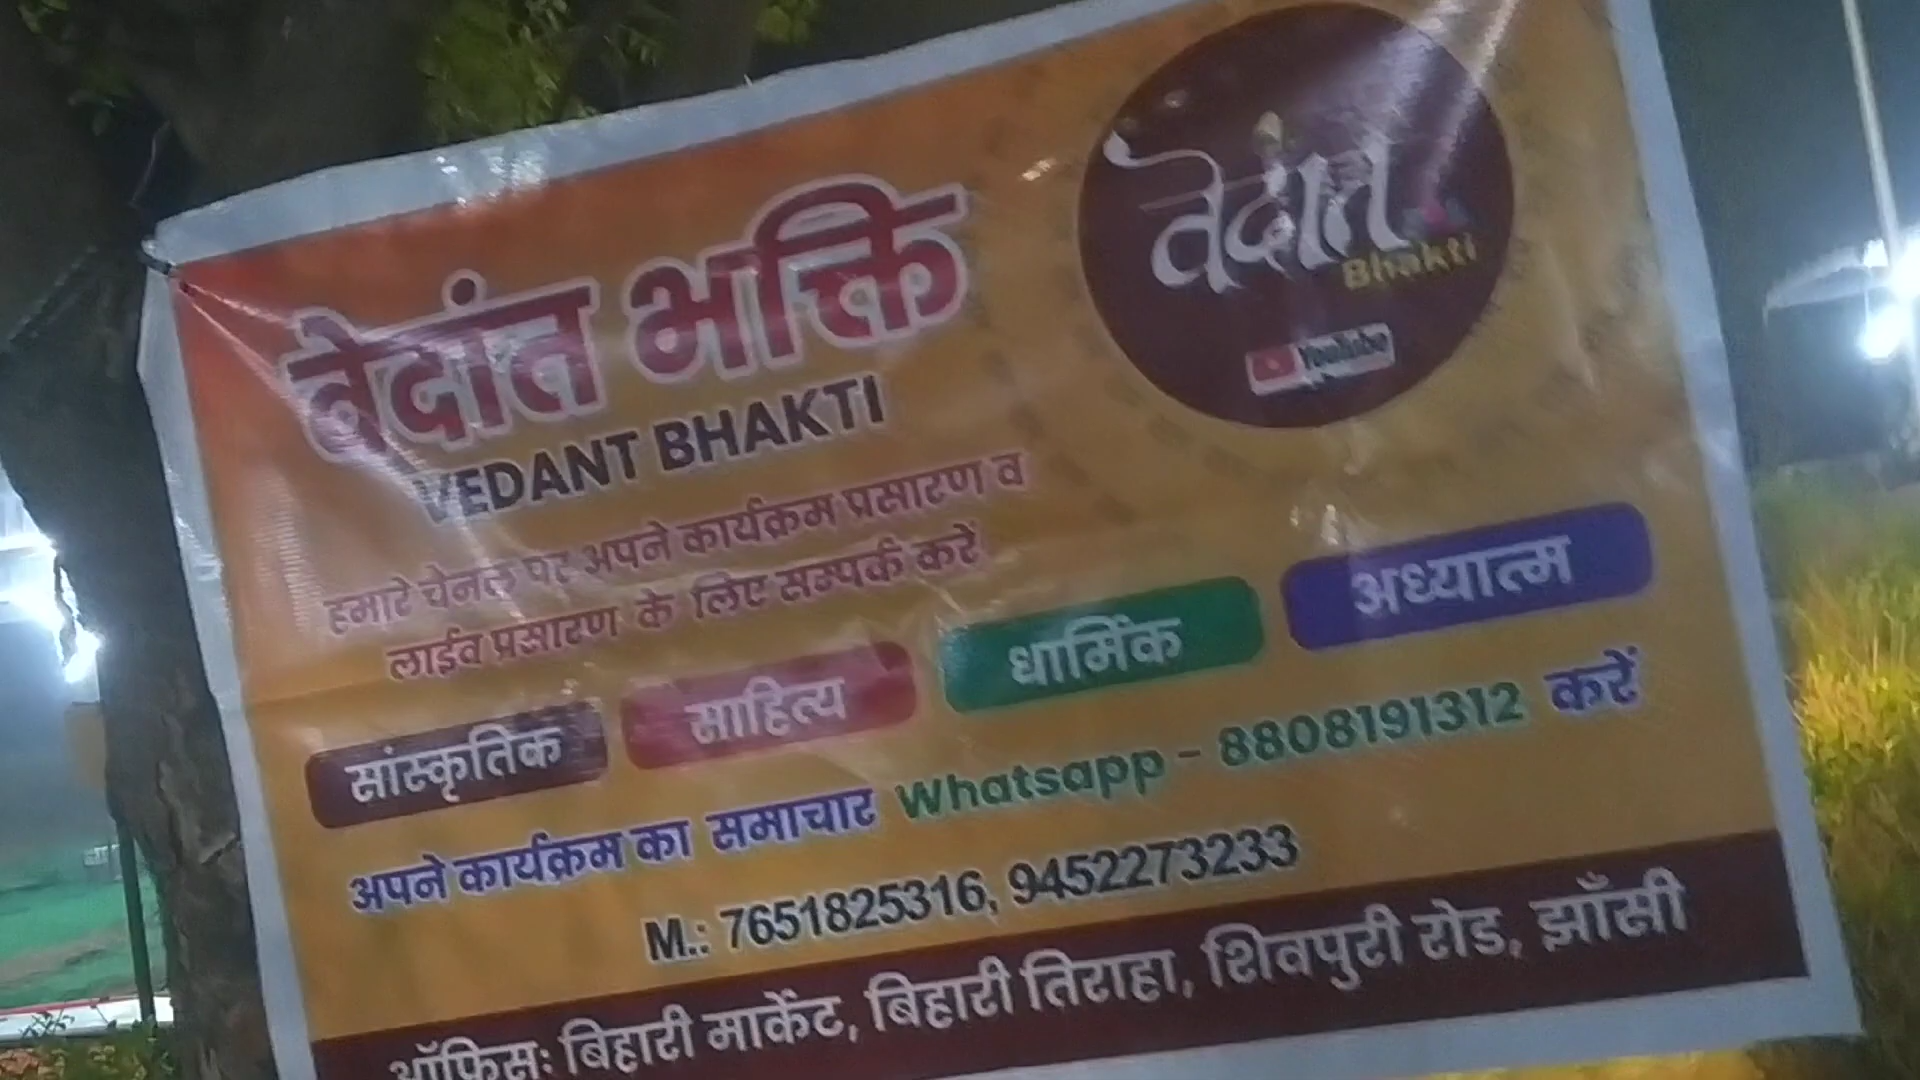 वेदांत
Bhakti
YouTube
वेदांत भक्ति
VEDANT BHAKTI
हमारे चेनल पर अपने कार्यक्रम प्रसारण व
लाईव प्रसारण के लिए सम्पर्क करें
सांस्कृतिक साहित्य धार्मिक अध्यात्म
अपने कार्यक्रम का समाचार Whatsapp - 8808191312 करें
M.: 7651825316, 9452273233
ऑफिस: बिहारी मार्केट, बिहारी तिराहा, शिवपुरी रोड, झाँसी